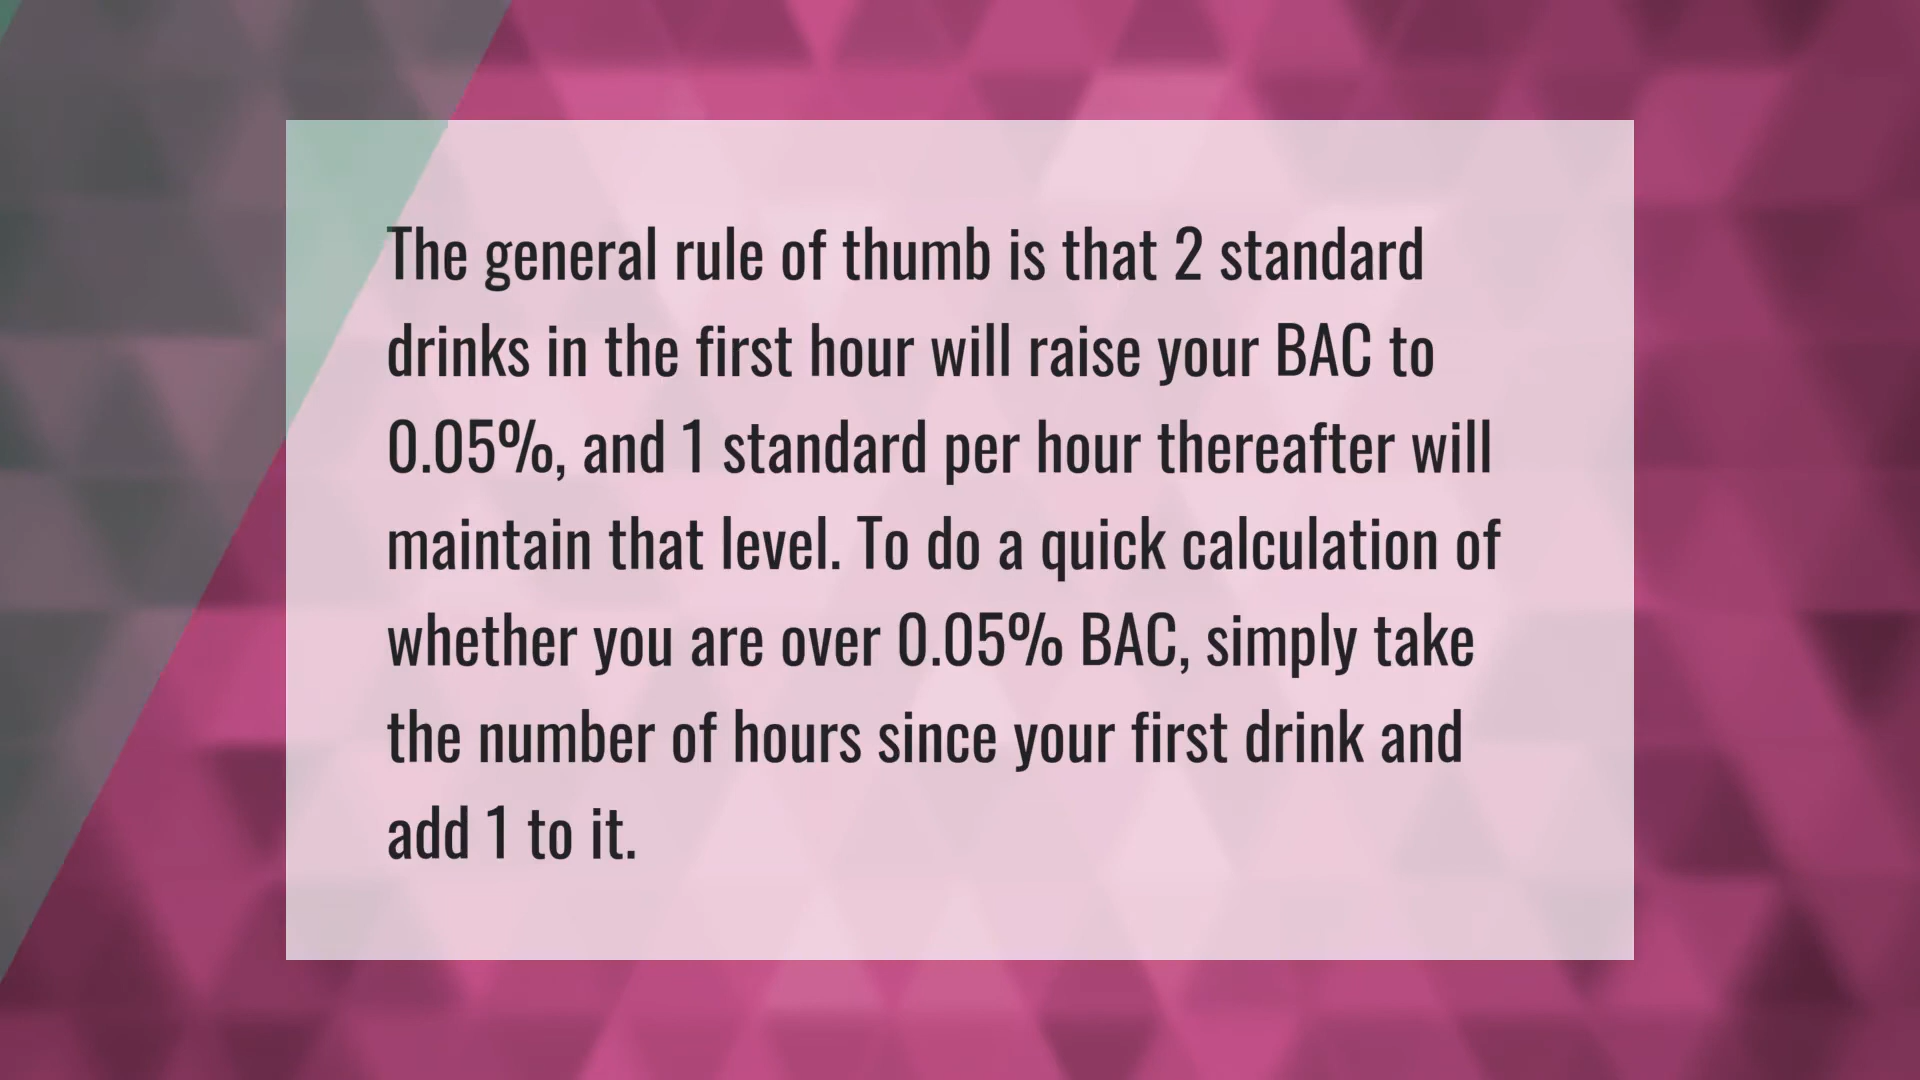 The general rule of thumb is that 2 standard
drinks in the first hour will raise your BAC to
0.05%, and 1 standard per hour thereafter will
maintain that level. To do a quick calculation of
whether you are over 0.05% BAC, simply take
the number of hours since your first drink and
add 1 to it.